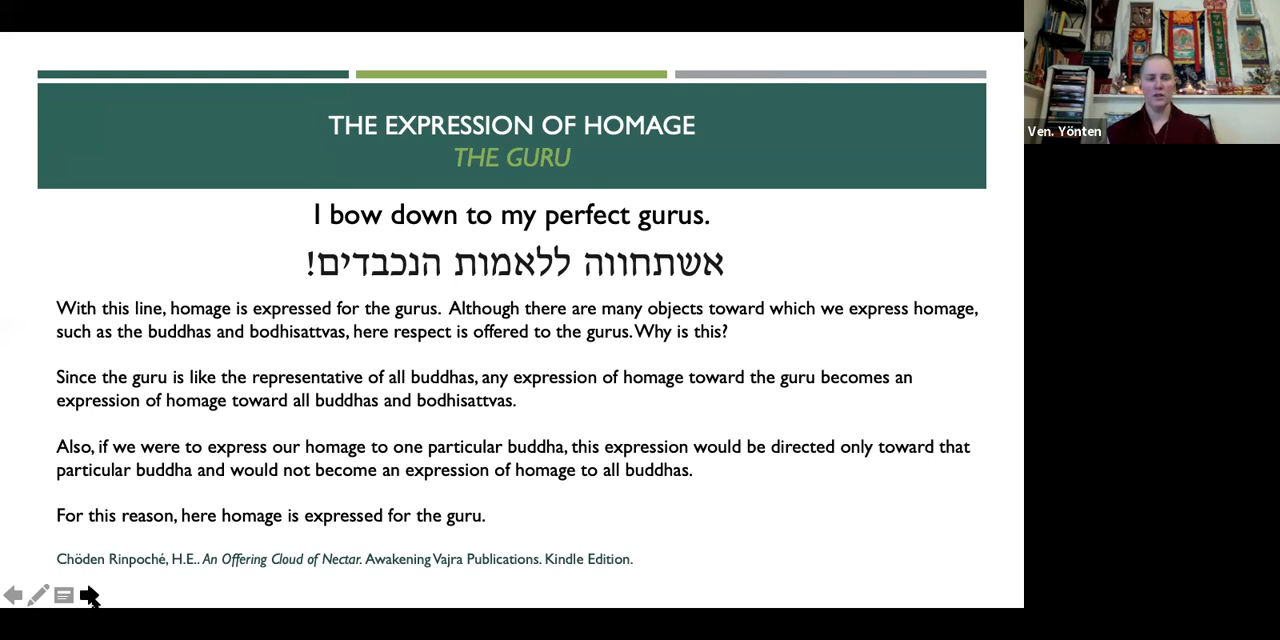 THE EXPRESSION OF HOMAGE
THE GURU
I bow down to my perfect gurus.
אשתחווה ללאמות הנכבדים!
With this line, homage is expressed for the gurus. Although there are many objects toward which we express homage,
such as the buddhas and bodhisattvas, here respect is offered to the gurus. Why is this?
Since the guru is like the representative of all buddhas, any expression of homage toward the guru becomes an
expression of homage toward all buddhas and bodhisattvas.
Also, if we were to express our homage to one particular buddha, this expression would be directed only toward that
particular buddha and would not become an expression of homage to all buddhas.
For this reason, here homage is expressed for the guru.
Chöden Rinpoché, H.E.. An Offering Cloud of Nectar. Awakening Vajra Publications. Kindle Edition.
Ven. Yönten